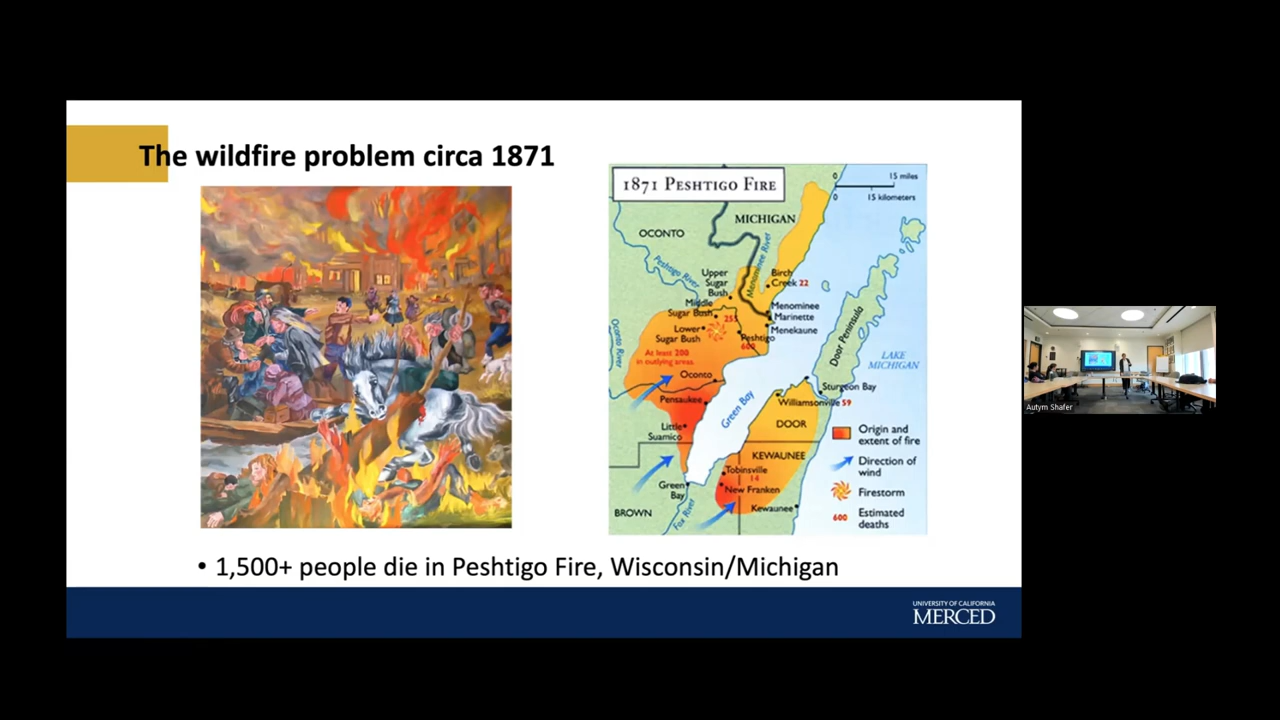 The wildfire problem circa 1871
1871 PESHTIGO FIRE
0 15 miles
0 15 kilometers
MICHIGAN
OCONTO
Peshtigo River
Menominee River
Upper
Sugar
Bush
Birch
Creek 22
Middle
Sugar Bush
255
Menominee
Marinette
Menekaune
Lower
Sugar
Bush
Peshtigo
600
Oconto River
At least 200
in outlying areas.
Oconto
Door Peninsula
LAKE
MICHIGAN
Pensaukee
Green Bay
Sturgeon Bay
Williamsonville 59
Little
Suamico
DOOR
KEWAUNEE
Tobinsville
14
New Franken
Green
Bay
Fox River
BROWN
Kewaunee
Origin and
extent of fire
Direction of
wind
Firestorm
600 Estimated
deaths
• 1,500+ people die in Peshtigo Fire, Wisconsin/Michigan
UNIVERSITY OF CALIFORNIA
MERCED
Autym Shafer